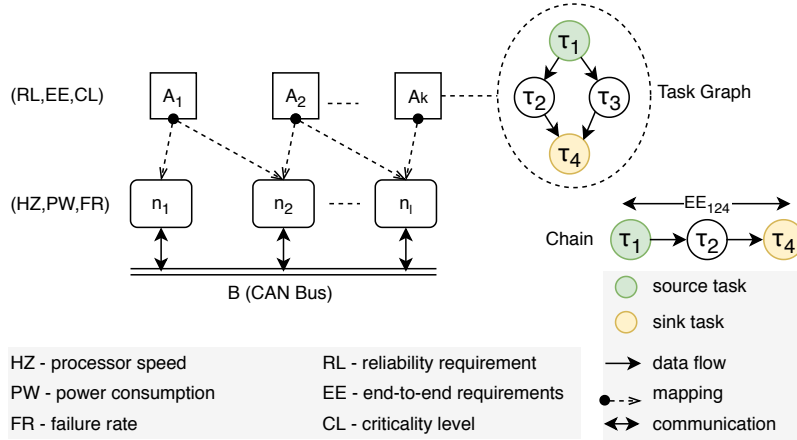 τ1
(RL,EE,CL)
A1
A2
Ak
τ2
τ3
Task Graph
τ4
(HZ,PW,FR)
n1
n2
nl
EE124
Chain
τ1
τ2
τ4
B (CAN Bus)
source task
sink task
HZ - processor speed
RL - reliability requirement
data flow
PW - power consumption
EE - end-to-end requirements
mapping
FR - failure rate
CL - criticality level
communication